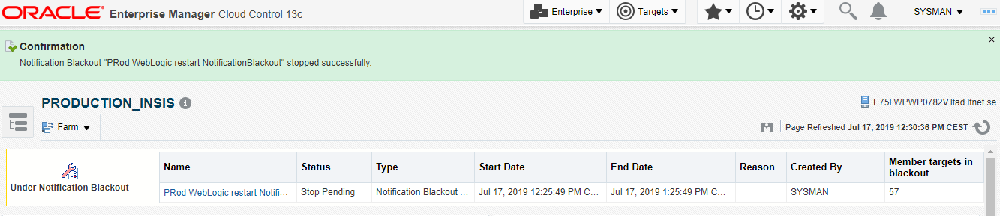 ORACLE Enterprise Manager Cloud Control 13c Enterprise Targets SYSMAN
Confirmation
Notification Blackout "PRod WebLogic restart NotificationBlackout" stopped successfully.
PRODUCTION_INSIS
E75LWPWP0782V.lfad.lfnet.se
Farm
Page Refreshed Jul 17, 2019 12:30:36 PM CEST
Under Notification Blackout
Name Status Type Start Date End Date Reason Created By Member targets in
blackout
PRod WebLogic restart Notifi... Stop Pending Notification Blackout ... Jul 17, 2019 12:25:49 PM C... Jul 17, 2019 1:25:49 PM C... SYSMAN 57